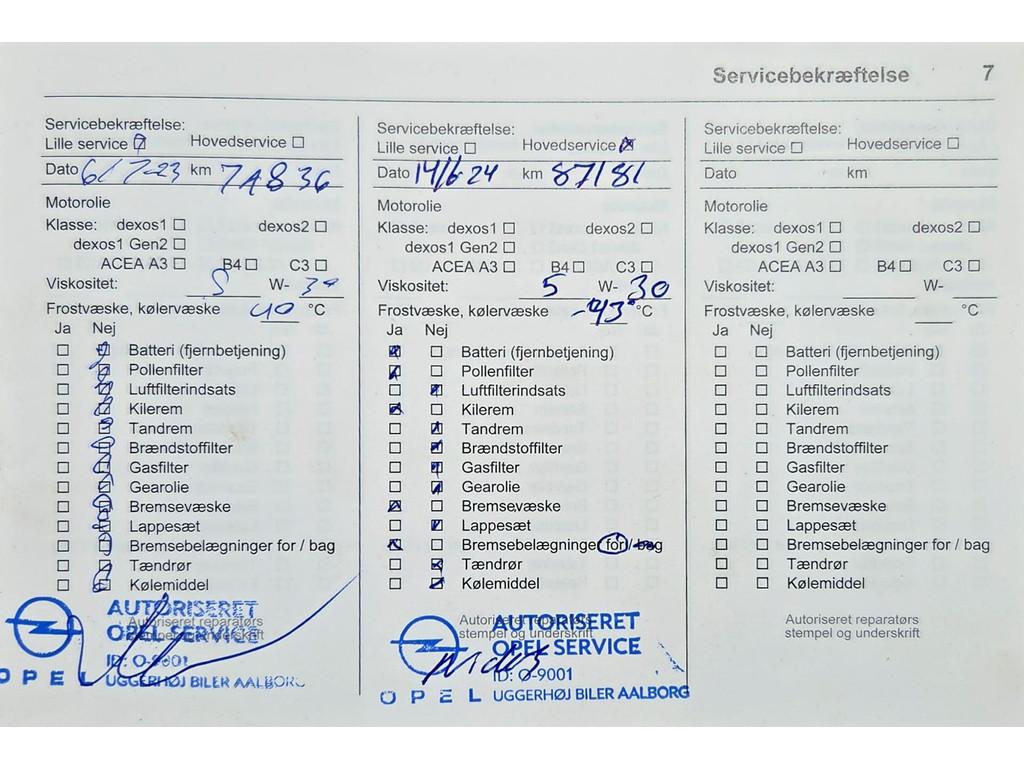 Servicebekræftelse 7
Servicebekræftelse:
Lille service ☑ Hovedservice ☐
Dato 6/7-23 km
Motorolie
Klasse: dexos1 ☐ dexos2 ☐
dexos1 Gen2 ☐
ACEA A3 ☐ B4 ☐ C3 ☐
Viskositet: 5 W- 30
Frostvæske, kølervæske 40 °C
Ja Nej
☐ ☑ Batteri (fjernbetjening)
☐ ☑ Pollenfilter
☐ ☑ Luftfilterindsats
☐ ☑ Kilerem
☐ ☑ Tandrem
☐ ☑ Brændstoffilter
☐ ☑ Gasfilter
☐ ☑ Gearolie
☐ ☑ Bremsevæske
☐ ☑ Lappesæt
☐ ☑ Bremsebelægninger for / bag
☐ ☑ Tændrør
☐ ☑ Kølemiddel
Autoriseret reparatørs
stempel og underskrift
AUTORISERET
OPEL SERVICE
ID: O-9001
UGGERHØJ BILER AALBORG
OPEL
Servicebekræftelse:
Lille service ☐ Hovedservice ☒
Dato 14/6-24 km 87181
Motorolie
Klasse: dexos1 ☐ dexos2 ☐
dexos1 Gen2 ☐
ACEA A3 ☐ B4 ☐ C3 ☐
Viskositet: 5 W- 30
Frostvæske, kølervæske -43° °C
Ja Nej
☑ ☐ Batteri (fjernbetjening)
☑ ☐ Pollenfilter
☐ ☑ Luftfilterindsats
☑ ☐ Kilerem
☐ ☑ Tandrem
☐ ☑ Brændstoffilter
☐ ☑ Gasfilter
☐ ☑ Gearolie
☑ ☐ Bremsevæske
☐ ☑ Lappesæt
☑ ☐ Bremsebelægninger for / bag
☐ ☑ Tændrør
☐ ☑ Kølemiddel
Autoriseret reparatørs
stempel og underskrift
AUTORISERET
OPEL SERVICE
ID: O-9001
OPEL UGGERHØJ BILER AALBORG
Servicebekræftelse:
Lille service ☐ Hovedservice ☐
Dato km
Motorolie
Klasse: dexos1 ☐ dexos2 ☐
dexos1 Gen2 ☐
ACEA A3 ☐ B4 ☐ C3 ☐
Viskositet: W-
Frostvæske, kølervæske °C
Ja Nej
☐ ☐ Batteri (fjernbetjening)
☐ ☐ Pollenfilter
☐ ☐ Luftfilterindsats
☐ ☐ Kilerem
☐ ☐ Tandrem
☐ ☐ Brændstoffilter
☐ ☐ Gasfilter
☐ ☐ Gearolie
☐ ☐ Bremsevæske
☐ ☐ Lappesæt
☐ ☐ Bremsebelægninger for / bag
☐ ☐ Tændrør
☐ ☐ Kølemiddel
Autoriseret reparatørs
stempel og underskrift